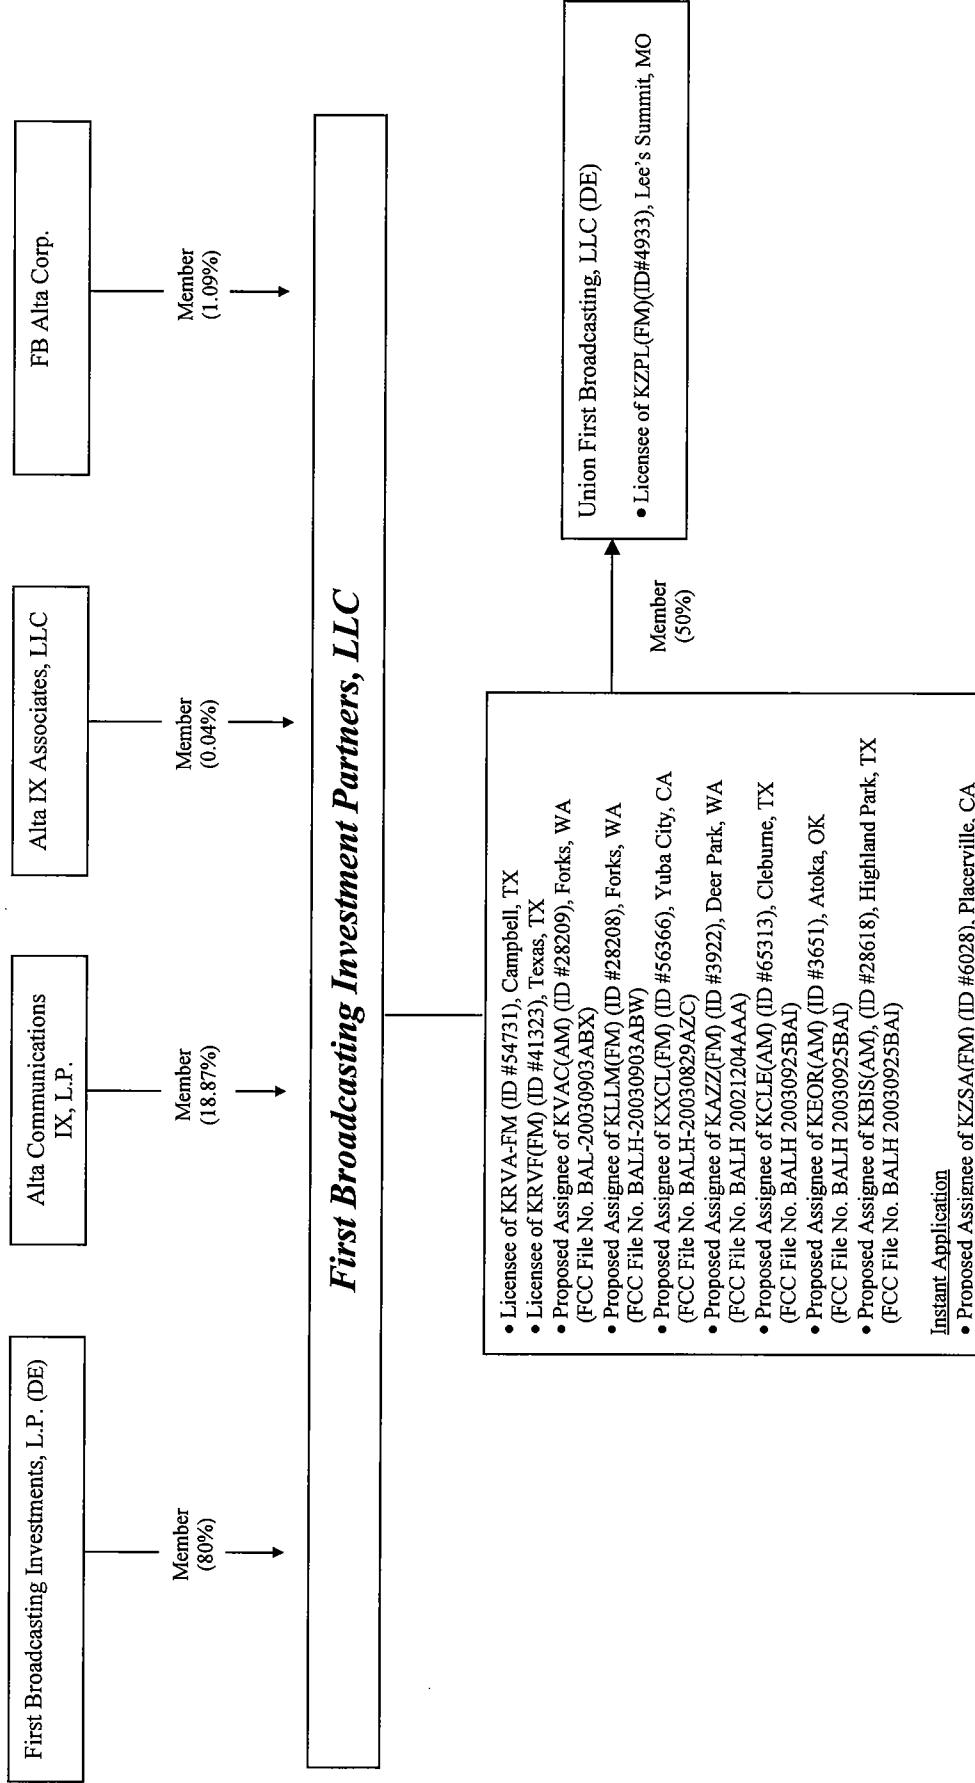 First Broadcasting Investments, L.P. (DE)
Alta Communications
IX, L.P.
Alta IX Associates, LLC
FB Alta Corp.
Member
(80%)
Member
(18.87%)
Member
(0.04%)
Member
(1.09%)
First Broadcasting Investment Partners, LLC
• Licensee of KRVA-FM (ID #54731), Campbell, TX
• Licensee of KRVF(FM) (ID #41323), Texas, TX
• Proposed Assignee of KVAC(AM) (ID #28209), Forks, WA
(FCC File No. BAL-20030903ABX)
• Proposed Assignee of KLLM(FM) (ID #28208), Forks, WA
(FCC File No. BALH-20030903ABW)
• Proposed Assignee of KXCL(FM) (ID #56366), Yuba City, CA
(FCC File No. BALH-20030829AZC)
• Proposed Assignee of KAZZ(FM) (ID #3922), Deer Park, WA
(FCC File No. BALH 20021204AAA)
• Proposed Assignee of KCLE(AM) (ID #65313), Cleburne, TX
(FCC File No. BALH 20030925BAI)
• Proposed Assignee of KEOR(AM) (ID #3651), Atoka, OK
(FCC File No. BALH 20030925BAI)
• Proposed Assignee of KBIS(AM), (ID #28618), Highland Park, TX
(FCC File No. BALH 20030925BAI)
Instant Application
• Proposed Assignee of KZSA(FM) (ID #6028), Placerville, CA
Member
(50%)
Union First Broadcasting, LLC (DE)
• Licensee of KZPL(FM)(ID#4933), Lee's Summit, MO